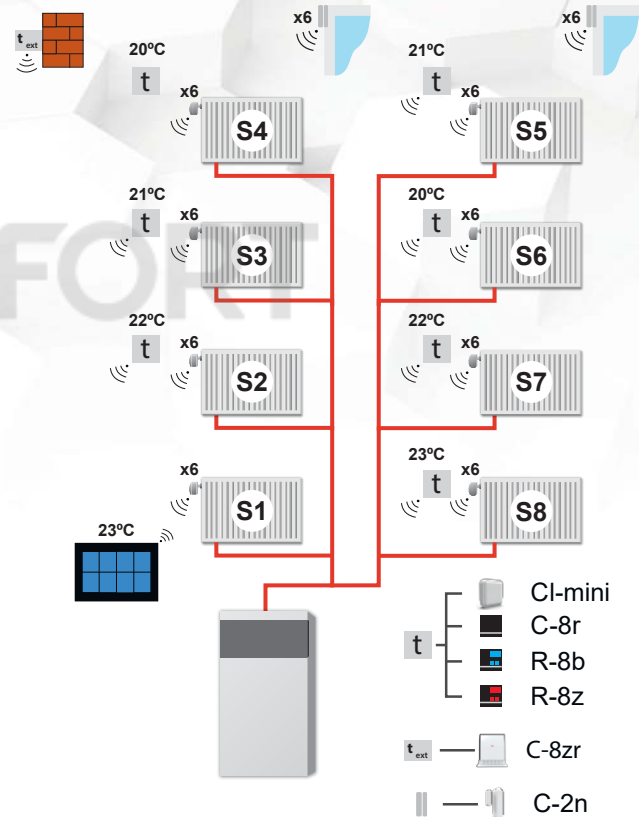 x6
x6
t ext
20ºC
t
x6
S4
21ºC
t
x6
S5
21ºC
t
x6
S3
20ºC
t
x6
S6
FORT
22ºC
t
x6
S2
22ºC
t
x6
S7
x6
S1
23ºC
23ºC
t
x6
S8
t
CI-mini
C-8r
R-8b
R-8z
t ext
C-8zr
C-2n